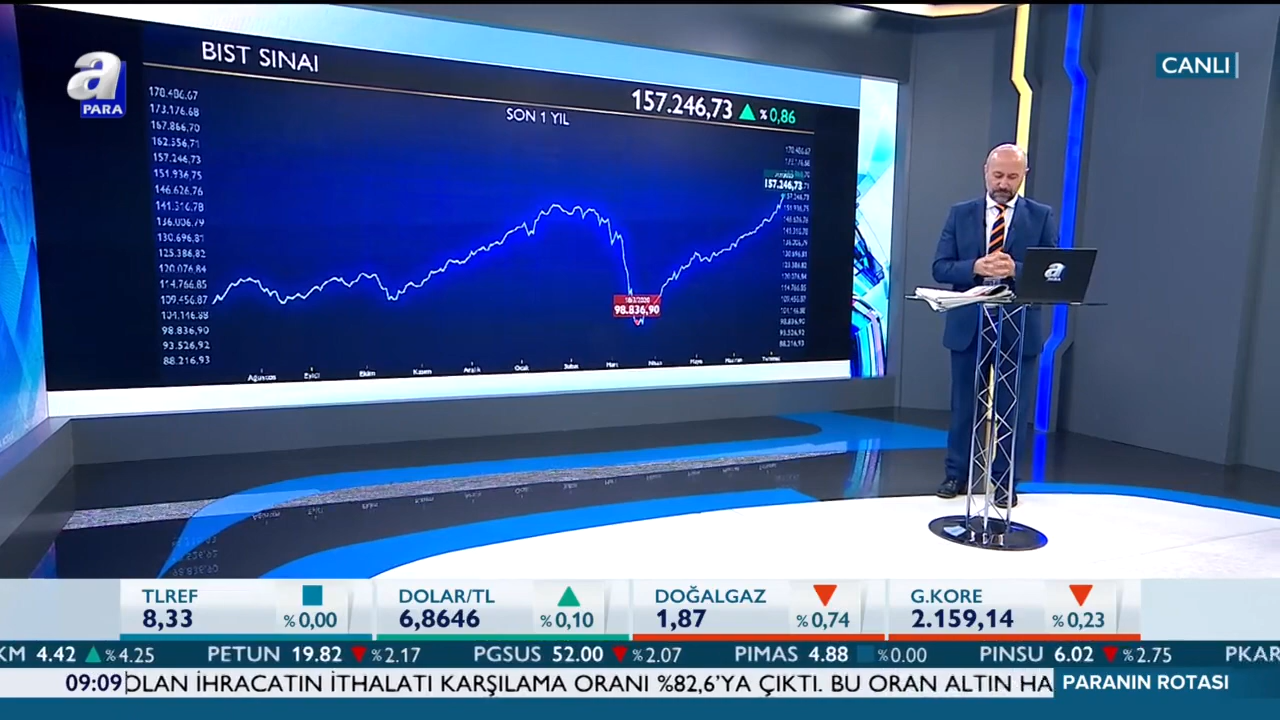 BIST SINAI
CANLI
a
PARA
157.246,73 % 0,86
SON 1 YIL
178.486.67
173.176.68
167.866,70
162.556,71
157.246,73
151.936,75
146.626,76
141.316,78
136.006,79
130.696,81
125.386,82
120.076,84
114.766,85
109.456,87
104.146,88
98.836,90
93.526,92
88.216,93
157.246,73
98.836,90
Ağustos Eylül Ekim Kasım Aralık Ocak Şubat Mart Nisan Mayıs Haziran Temmuz
a
TLREF
8,33 % 0,00
DOLAR/TL
6,8646 % 0,10
DOĞALGAZ
1,87 % 0,74
G.KORE
2.159,14 % 0,23
KM 4.42 %4.25 PETUN 19.82 %2.17 PGSUS 52.00 %2.07 PIMAS 4.88 %0.00 PINSU 6.02 %2.75 PKAR
09:09 OLAN İHRACATIN İTHALATI KARŞILAMA ORANI %82,6'YA ÇIKTI. BU ORAN ALTIN HA PARANIN ROTASI